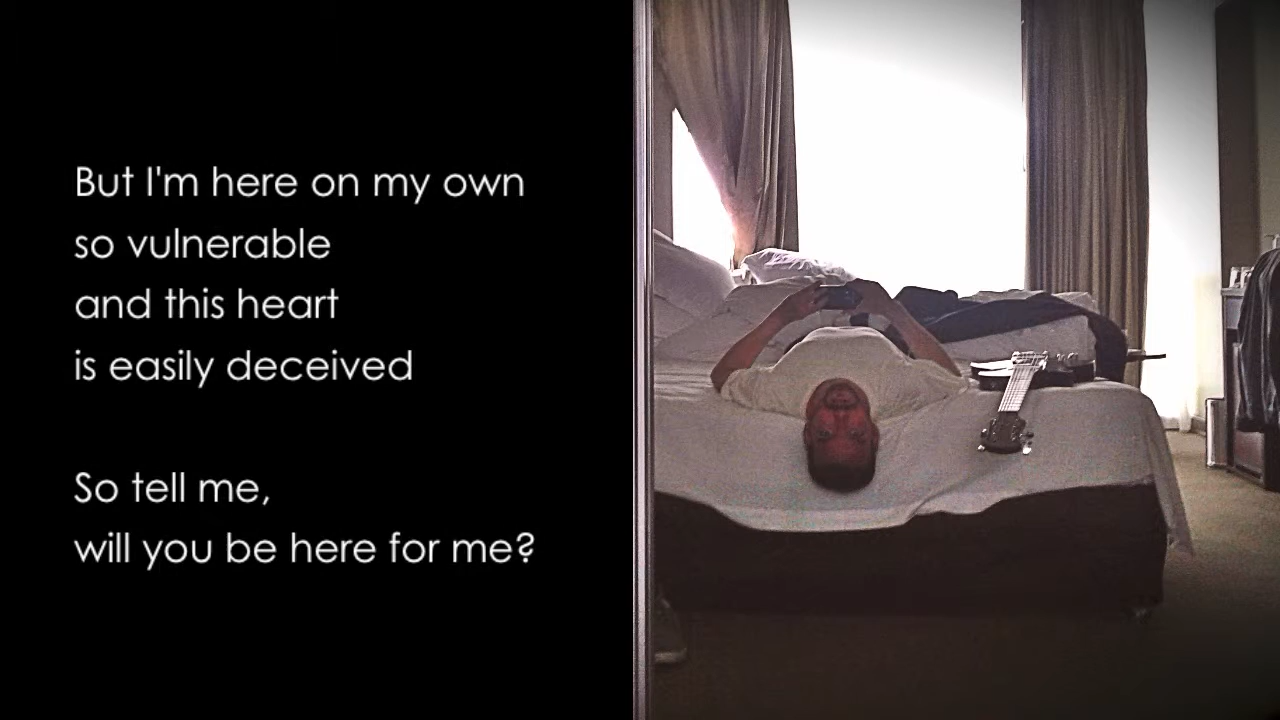 But I'm here on my own
so vulnerable
and this heart
is easily deceived
So tell me,
will you be here for me?